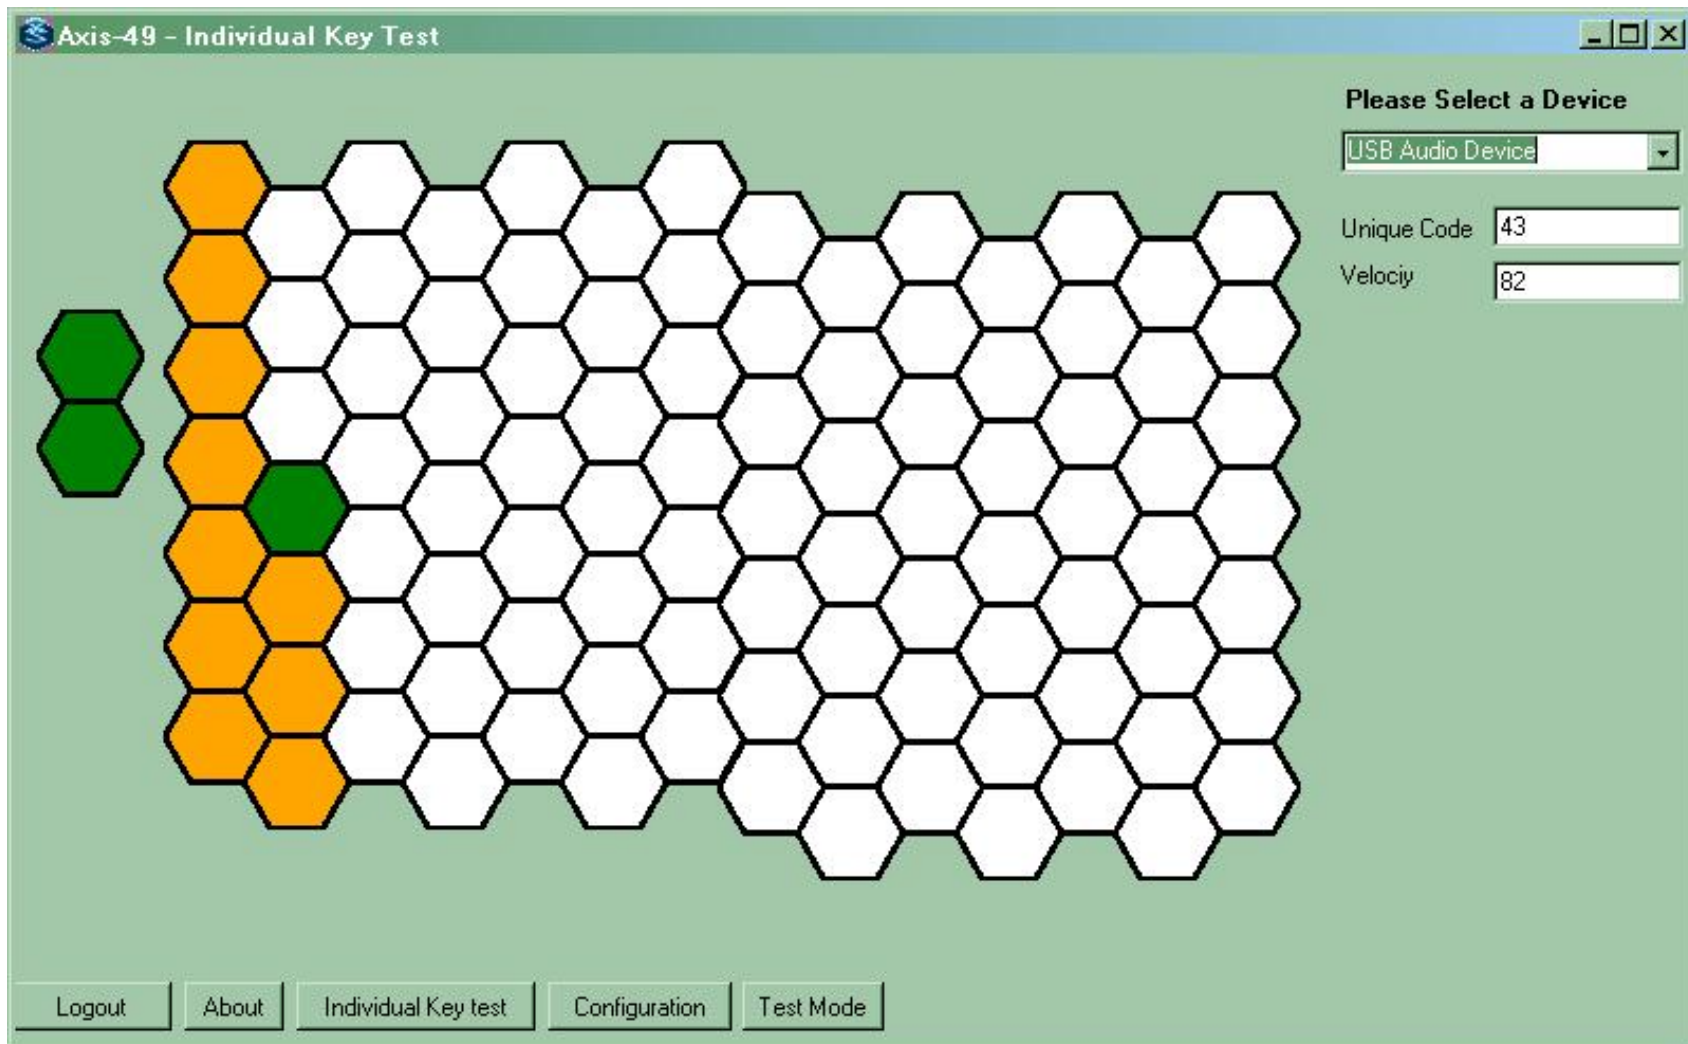 Axis-49 - Individual Key Test
Please Select a Device
USB Audio Device
Unique Code 43
Velociy 82
Logout About Individual Key test Configuration Test Mode